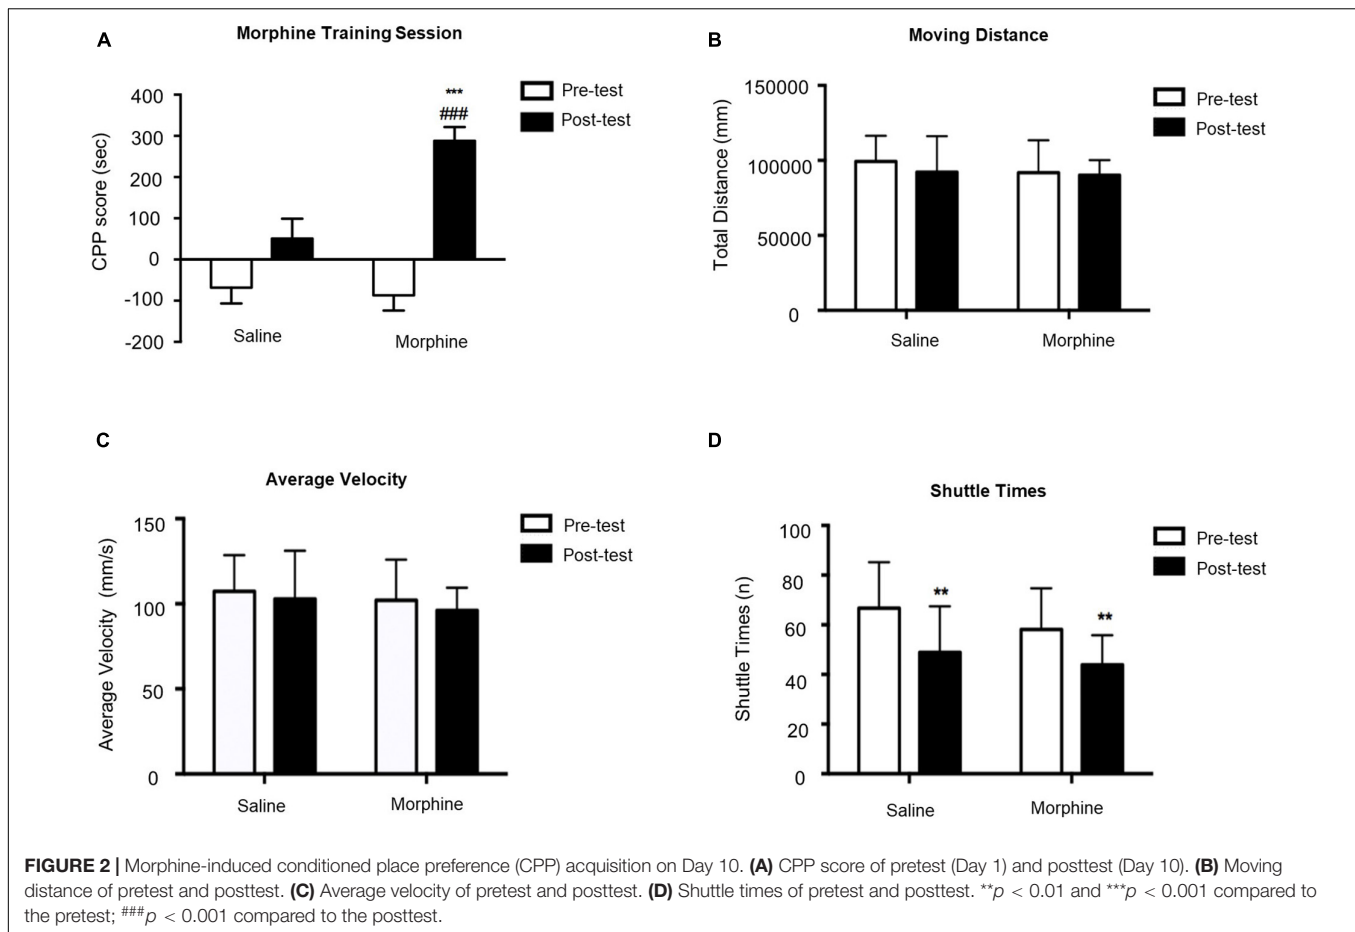 A
Morphine Training Session
400
300
200
100
0
-100
-200
CPP score (sec)
***
###
Pre-test
Post-test
Saline
Morphine
B
Moving Distance
150000
100000
50000
0
Total Distance (mm)
Pre-test
Post-test
Saline
Morphine
C
Average Velocity
150
100
50
0
Average Velocity (mm/s)
Pre-test
Post-test
Saline
Morphine
D
Shuttle Times
100
80
60
40
20
0
Shuttle Times (n)
**
**
Pre-test
Post-test
Saline
Morphine
FIGURE 2 | Morphine-induced conditioned place preference (CPP) acquisition on Day 10. (A) CPP score of pretest (Day 1) and posttest (Day 10). (B) Moving
distance of pretest and posttest. (C) Average velocity of pretest and posttest. (D) Shuttle times of pretest and posttest. **p < 0.01 and ***p < 0.001 compared to
the pretest; ###p < 0.001 compared to the posttest.